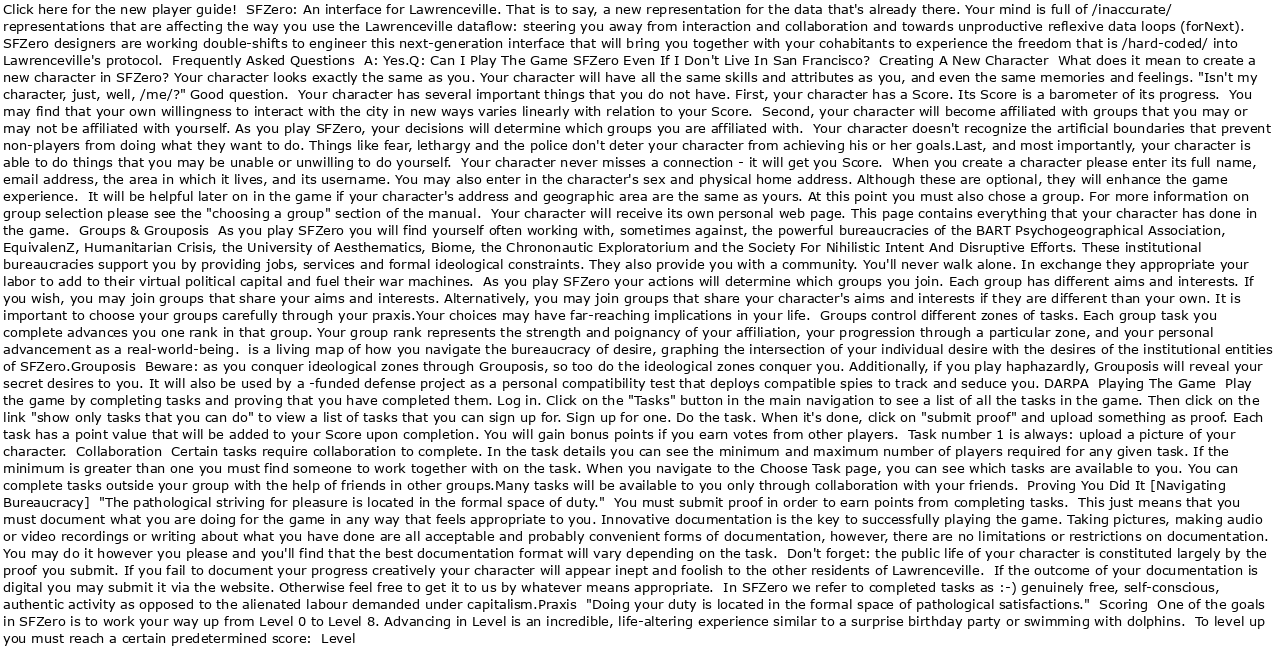 Click here for the new player guide!  SFZero: An interface for Lawrenceville. That is to say, a new representation for the data that's already there. Your mind is full of /inaccurate/
representations that are affecting the way you use the Lawrenceville dataflow: steering you away from interaction and collaboration and towards unproductive reflexive data loops (forNext).
SFZero designers are working double-shifts to engineer this next-generation interface that will bring you together with your cohabitants to experience the freedom that is /hard-coded/ into
Lawrenceville's protocol.  Frequently Asked Questions  A: Yes.Q: Can I Play The Game SFZero Even If I Don't Live In San Francisco?  Creating A New Character  What does it mean to create a
new character in SFZero? Your character looks exactly the same as you. Your character will have all the same skills and attributes as you, and even the same memories and feelings. "Isn't my
character, just, well, /me/?" Good question.  Your character has several important things that you do not have. First, your character has a Score. Its Score is a barometer of its progress.  You
may find that your own willingness to interact with the city in new ways varies linearly with relation to your Score.  Second, your character will become affiliated with groups that you may or
may not be affiliated with yourself. As you play SFZero, your decisions will determine which groups you are affiliated with.  Your character doesn't recognize the artificial boundaries that prevent
non-players from doing what they want to do. Things like fear, lethargy and the police don't deter your character from achieving his or her goals.Last, and most importantly, your character is
able to do things that you may be unable or unwilling to do yourself.  Your character never misses a connection - it will get you Score.  When you create a character please enter its full name,
email address, the area in which it lives, and its username. You may also enter in the character's sex and physical home address. Although these are optional, they will enhance the game
experience.  It will be helpful later on in the game if your character's address and geographic area are the same as yours. At this point you must also chose a group. For more information on
group selection please see the "choosing a group" section of the manual.  Your character will receive its own personal web page. This page contains everything that your character has done in
the game.  Groups & Grouposis  As you play SFZero you will find yourself often working with, sometimes against, the powerful bureaucracies of the BART Psychogeographical Association,
EquivalenZ, Humanitarian Crisis, the University of Aesthematics, Biome, the Chrononautic Exploratorium and the Society For Nihilistic Intent And Disruptive Efforts. These institutional
bureaucracies support you by providing jobs, services and formal ideological constraints. They also provide you with a community. You'll never walk alone. In exchange they appropriate your
labor to add to their virtual political capital and fuel their war machines.  As you play SFZero your actions will determine which groups you join. Each group has different aims and interests. If
you wish, you may join groups that share your aims and interests. Alternatively, you may join groups that share your character's aims and interests if they are different than your own. It is
important to choose your groups carefully through your praxis.Your choices may have far-reaching implications in your life.  Groups control different zones of tasks. Each group task you
complete advances you one rank in that group. Your group rank represents the strength and poignancy of your affiliation, your progression through a particular zone, and your personal
advancement as a real-world-being.  is a living map of how you navigate the bureaucracy of desire, graphing the intersection of your individual desire with the desires of the institutional entities
of SFZero.Grouposis  Beware: as you conquer ideological zones through Grouposis, so too do the ideological zones conquer you. Additionally, if you play haphazardly, Grouposis will reveal your
secret desires to you. It will also be used by a -funded defense project as a personal compatibility test that deploys compatible spies to track and seduce you. DARPA  Playing The Game  Play
the game by completing tasks and proving that you have completed them. Log in. Click on the "Tasks" button in the main navigation to see a list of all the tasks in the game. Then click on the
link "show only tasks that you can do" to view a list of tasks that you can sign up for. Sign up for one. Do the task. When it's done, click on "submit proof" and upload something as proof. Each
task has a point value that will be added to your Score upon completion. You will gain bonus points if you earn votes from other players.  Task number 1 is always: upload a picture of your
character.  Collaboration  Certain tasks require collaboration to complete. In the task details you can see the minimum and maximum number of players required for any given task. If the
minimum is greater than one you must find someone to work together with on the task. When you navigate to the Choose Task page, you can see which tasks are available to you. You can
complete tasks outside your group with the help of friends in other groups.Many tasks will be available to you only through collaboration with your friends.  Proving You Did It [Navigating
Bureaucracy]  "The pathological striving for pleasure is located in the formal space of duty."  You must submit proof in order to earn points from completing tasks.  This just means that you
must document what you are doing for the game in any way that feels appropriate to you. Innovative documentation is the key to successfully playing the game. Taking pictures, making audio
or video recordings or writing about what you have done are all acceptable and probably convenient forms of documentation, however, there are no limitations or restrictions on documentation.
You may do it however you please and you'll find that the best documentation format will vary depending on the task.  Don't forget: the public life of your character is constituted largely by the
proof you submit. If you fail to document your progress creatively your character will appear inept and foolish to the other residents of Lawrenceville.  If the outcome of your documentation is
digital you may submit it via the website. Otherwise feel free to get it to us by whatever means appropriate.  In SFZero we refer to completed tasks as :-) genuinely free, self-conscious,
authentic activity as opposed to the alienated labour demanded under capitalism.Praxis  "Doing your duty is located in the formal space of pathological satisfactions."  Scoring  One of the goals
in SFZero is to work your way up from Level 0 to Level 8. Advancing in Level is an incredible, life-altering experience similar to a surprise birthday party or swimming with dolphins.  To level up
you must reach a certain predetermined score:  Level